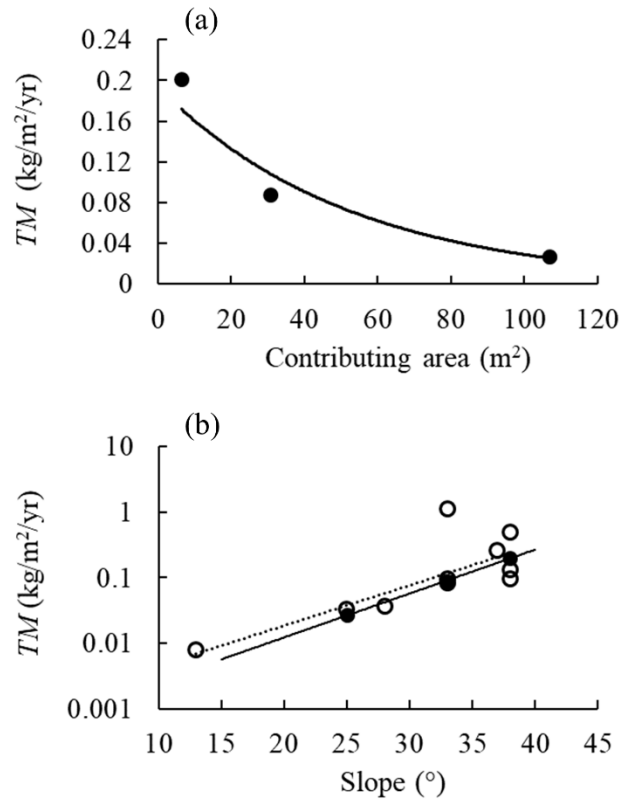 (a)
TM (kg/m²/yr)
0.24
0.2
0.16
0.12
0.08
0.04
0
0 20 40 60 80 100 120
Contributing area (m²)
(b)
TM (kg/m²/yr)
10
1
0.1
0.01
0.001
10 15 20 25 30 35 40 45
Slope (°)